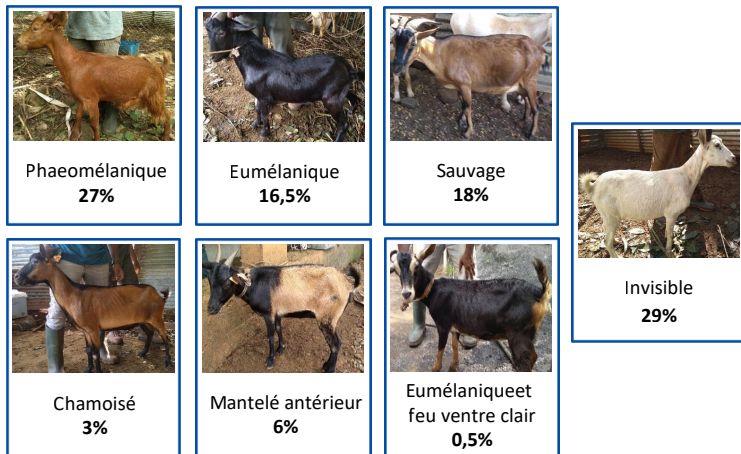 Phaeomélanique
27%
Eumélanique
16,5%
Sauvage
18%
Invisible
29%
Chamoisé
3%
Mantelé antérieur
6%
Eumélaniqueet
feu ventre clair
0,5%